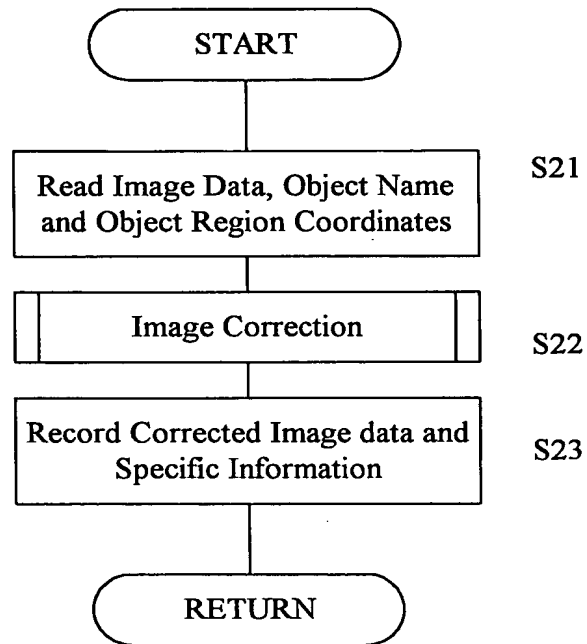 START
Read Image Data, Object Name
and Object Region Coordinates
S21
Image Correction
S22
Record Corrected Image data and
Specific Information
S23
RETURN